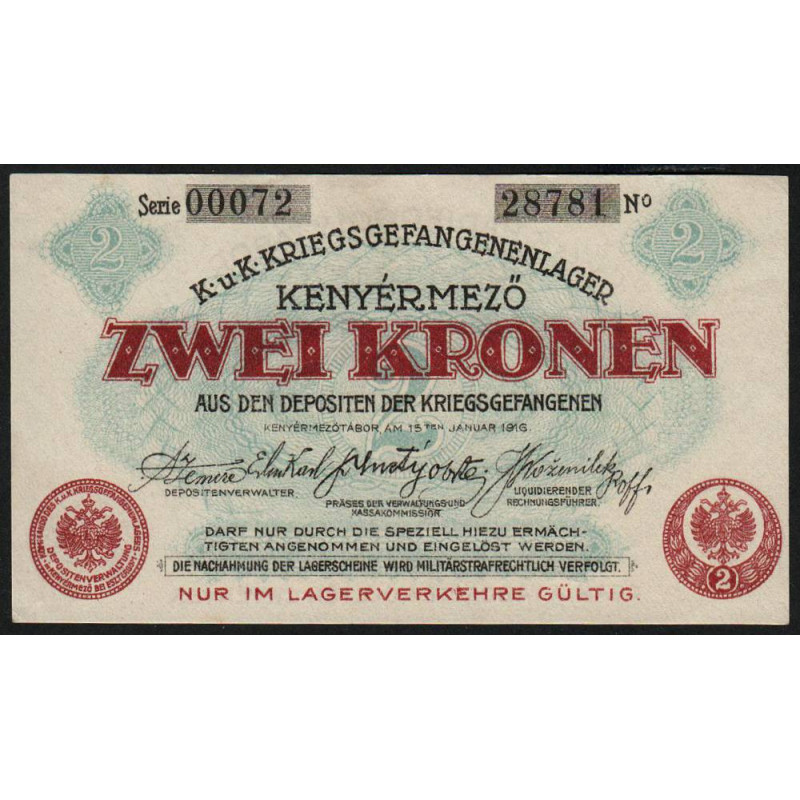 Serie 00072
28781 No
2
2
K.u.K. KRIEGSGEFANGENENLAGER
KENYÉRMEZŐ
ZWEI KRONEN
AUS DEN DEPOSITEN DER KRIEGSGEFANGENEN
KENYÉRMEZŐTÁBOR, AM 15TEN JANUAR 1916.
DEPOSITENVERWALTER.
PRÄSES DER VERWALTUNGS-UND
KASSAKOMMISSION.
LIQUIDIERENDER
RECHNUNGSFÜHRER.
DARF NUR DURCH DIE SPEZIELL HIEZU ERMÄCH-
TIGTEN ANGENOMMEN UND EINGELÖST WERDEN.
DIE NACHAHMUNG DER LAGERSCHEINE WIRD MILITÄRSTRAFRECHTLICH VERFOLGT.
NUR IM LAGERVERKEHRE GÜLTIG.
DEPOSITENVERWALTUNG
2